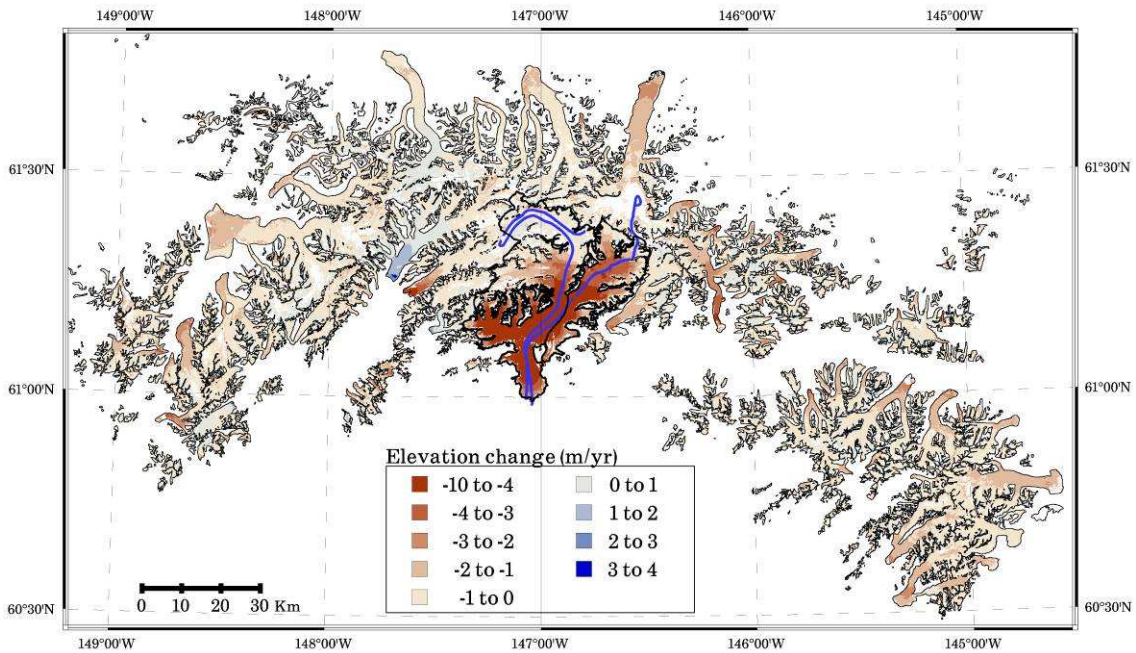 149°00'W 148°00'W 147°00'W 146°00'W 145°00'W
61°30'N 61°30'N
61°00'N 61°00'N
Elevation change (m/yr)
-10 to -4 0 to 1
-4 to -3 1 to 2
-3 to -2 2 to 3
-2 to -1 3 to 4
-1 to 0
0 10 20 30 Km
60°30'N 60°30'N
149°00'W 148°00'W 147°00'W 146°00'W 145°00'W